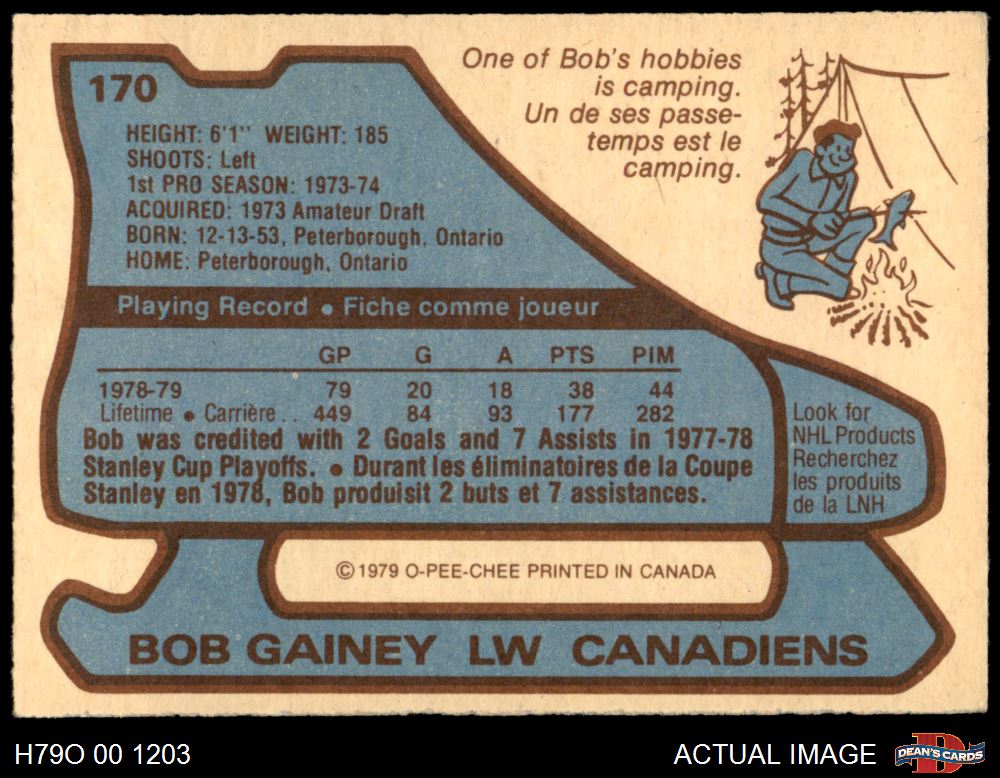 170
One of Bob's hobbies
is camping.
Un de ses passe-
temps est le
camping.
HEIGHT: 6'1" WEIGHT: 185
SHOOTS: Left
1st PRO SEASON: 1973-74
ACQUIRED: 1973 Amateur Draft
BORN: 12-13-53, Peterborough, Ontario
HOME: Peterborough, Ontario
Playing Record • Fiche comme joueur
GP G A PTS PIM
1978-79 79 20 18 38 44
Lifetime • Carrière . . 449 84 93 177 282
Bob was credited with 2 Goals and 7 Assists in 1977-78
Stanley Cup Playoffs. • Durant les éliminatoires de la Coupe
Stanley en 1978, Bob produisit 2 buts et 7 assistances.
Look for
NHL Products
Recherchez
les produits
de la LNH
©1979 O-PEE-CHEE PRINTED IN CANADA
BOB GAINEY LW CANADIENS
H79O 00 1203
ACTUAL IMAGE
DEAN'S CARDS